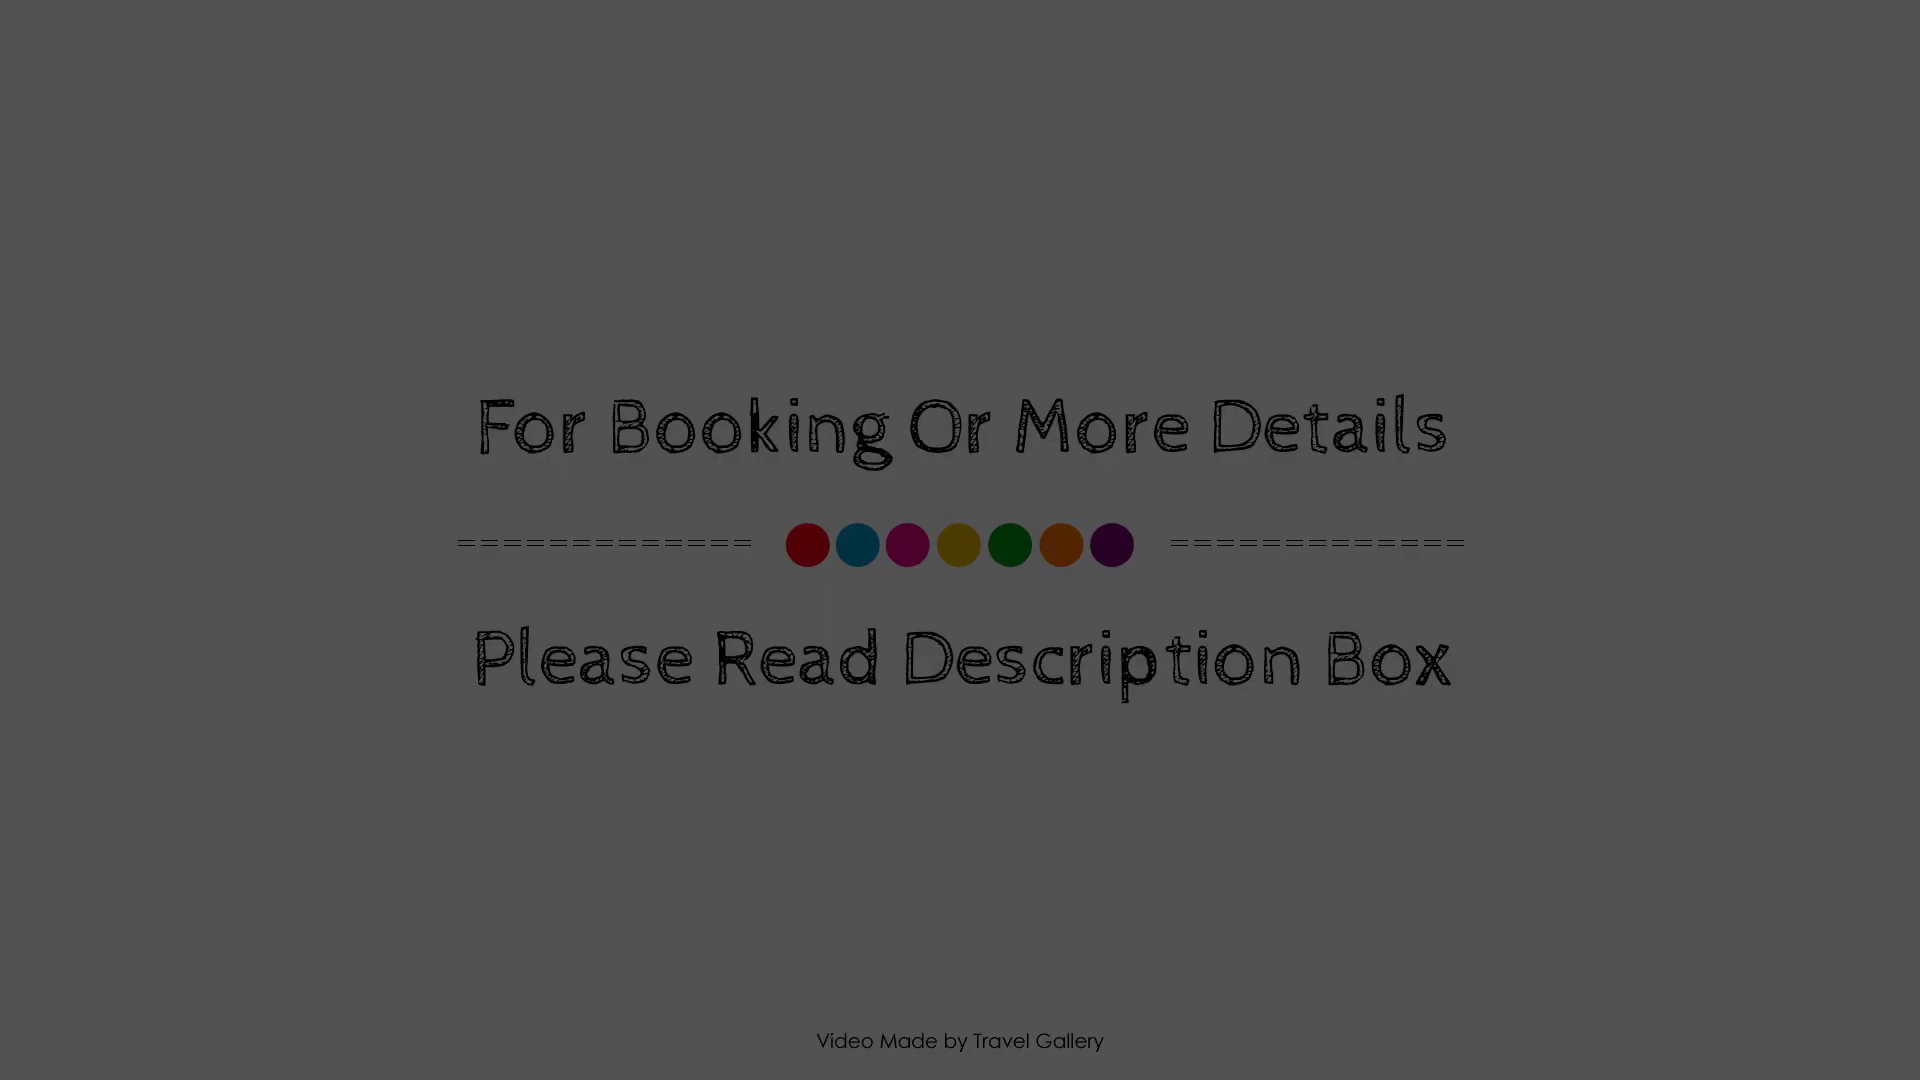 For Booking Or More Details
============= =============
Please Read Description Box
Video Made by Travel Gallery